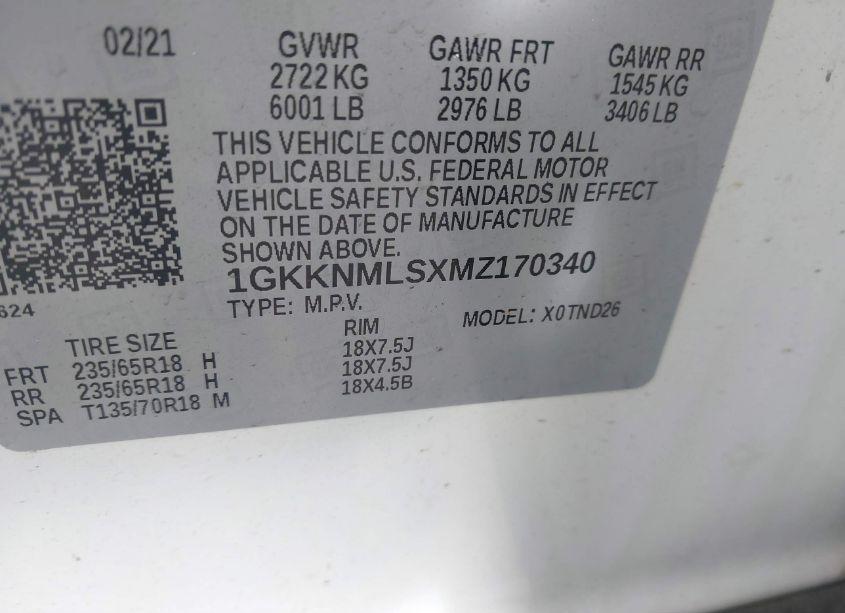 02/21 GVWR GAWR FRT GAWR RR
2722 KG 1350 KG 1545 KG
6001 LB 2976 LB 3406 LB
THIS VEHICLE CONFORMS TO ALL
APPLICABLE U.S. FEDERAL MOTOR
VEHICLE SAFETY STANDARDS IN EFFECT
ON THE DATE OF MANUFACTURE
SHOWN ABOVE.
1GKKNMLSXMZ170340
624
TYPE: M.P.V. MODEL: X0TND26
TIRE SIZE RIM
FRT 235/65R18 H 18X7.5J
RR 235/65R18 H 18X7.5J
SPA T135/70R18 M 18X4.5B